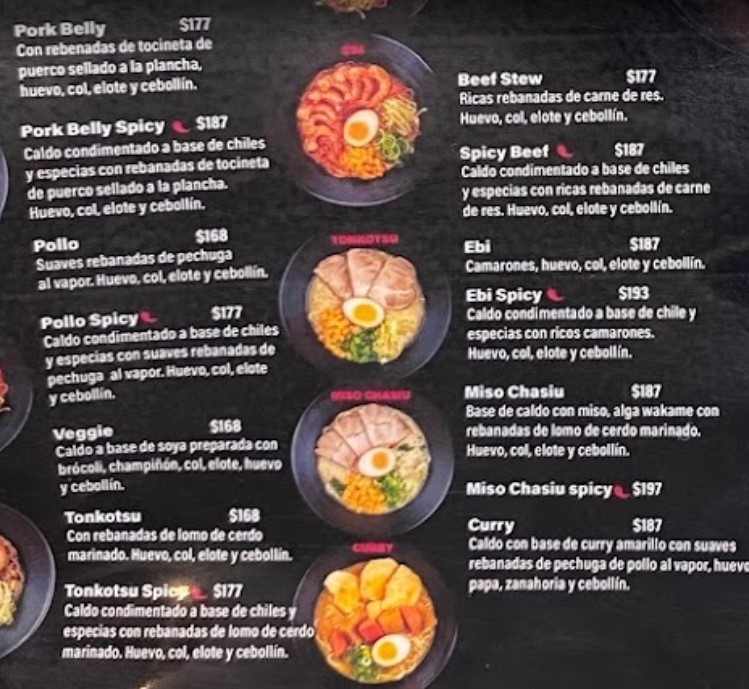 Pork Belly $177
Con rebenadas de tocineta de
puerco sellado a la plancha,
huevo, col, elote y cebollín.
Pork Belly Spicy $187
Caldo condimentado a base de chiles
y especias con rebanadas de tocineta
de puerco sellado a la plancha.
Huevo, col, elote y cebollín.
Pollo $168
Suaves rebanadas de pechuga
al vapor. Huevo, col, elote y cebollín.
Pollo Spicy $177
Caldo condimentado a base de chiles
y especias con suaves rebanadas de
pechuga al vapor. Huevo, col, elote
y cebollín.
Veggie $168
Caldo a base de soya preparada con
brócoli, champiñón, col, elote, huevo
y cebollín.
Tonkotsu $168
Con rebanadas de lomo de cerdo
marinado. Huevo, col, elote y cebollín.
Tonkotsu Spicy $177
Caldo condimentado a base de chiles y
especias con rebanadas de lomo de cerdo
marinado. Huevo, col, elote y cebollín.
EBI
TONKOTSU
MISO CHASIU
CURRY
Beef Stew $177
Ricas rebanadas de carne de res.
Huevo, col, elote y cebollín.
Spicy Beef $187
Caldo condimentado a base de chiles
y especias con ricas rebanadas de carne
de res. Huevo, col, elote y cebollín.
Ebi $187
Camarones, huevo, col, elote y cebollín.
Ebi Spicy $193
Caldo condimentado a base de chile y
especias con ricos camarones.
Huevo, col, elote y cebollín.
Miso Chasiu $187
Base de caldo con miso, alga wakame con
rebanadas de lomo de cerdo marinado.
Huevo, col, elote y cebollín.
Miso Chasiu spicy $197
Curry $187
Caldo con base de curry amarillo con suaves
rebanadas de pechuga de pollo al vapor, huevo
papa, zanahoria y cebollín.